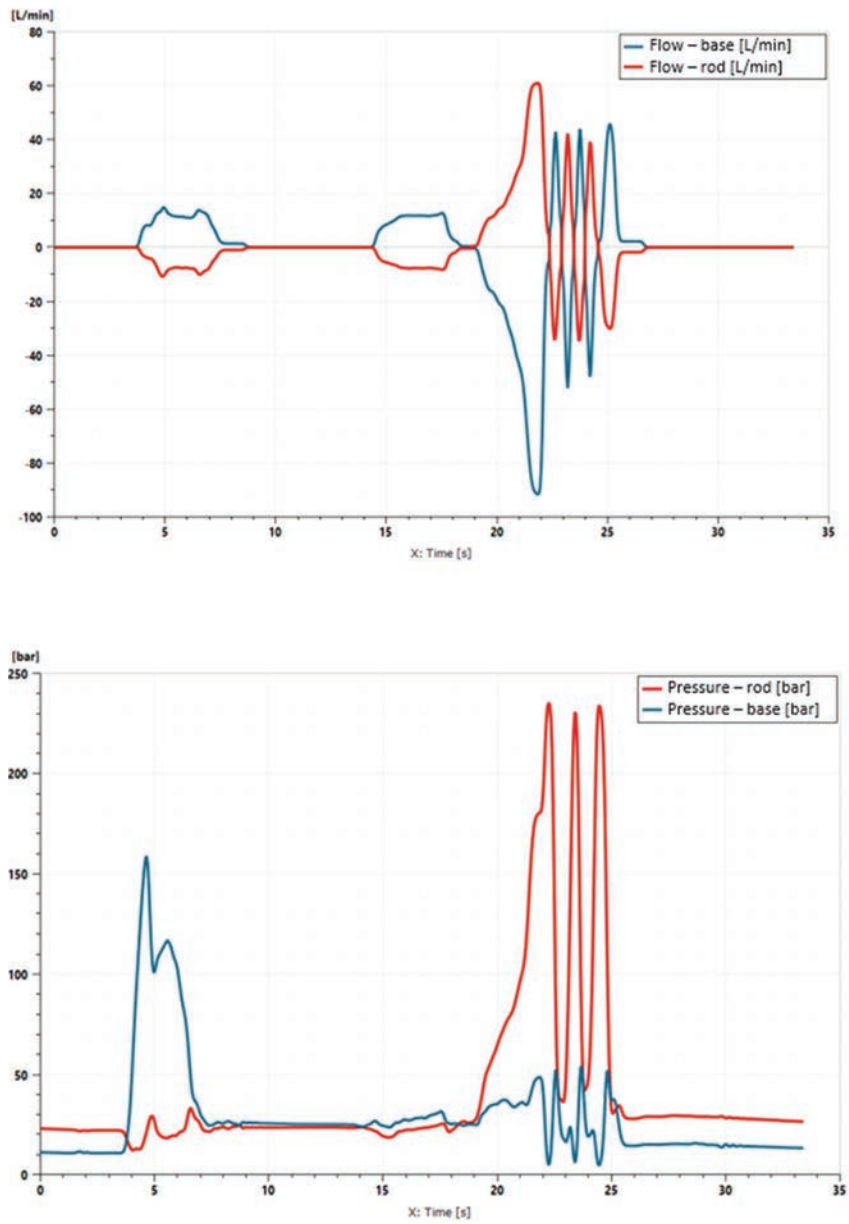 [L/min]
Flow – base [L/min]
Flow – rod [L/min]
80
60
40
20
0
-20
-40
-60
-80
-100
0 5 10 15 20 25 30 35
X: Time [s]
[bar]
Pressure – rod [bar]
Pressure – base [bar]
250
200
150
100
50
0
0 5 10 15 20 25 30 35
X: Time [s]